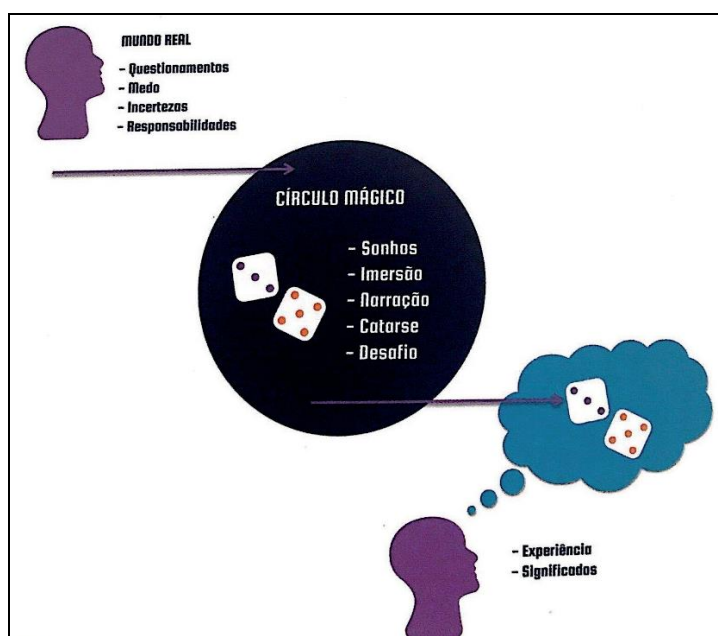 MUNDO REAL
- Questionamentos
- Medo
- Incertezas
- Responsabilidades
CÍRCULO MÁGICO
- Sonhos
- Imersão
- Narração
- Catarse
- Desafio
- Experiência
- Significados